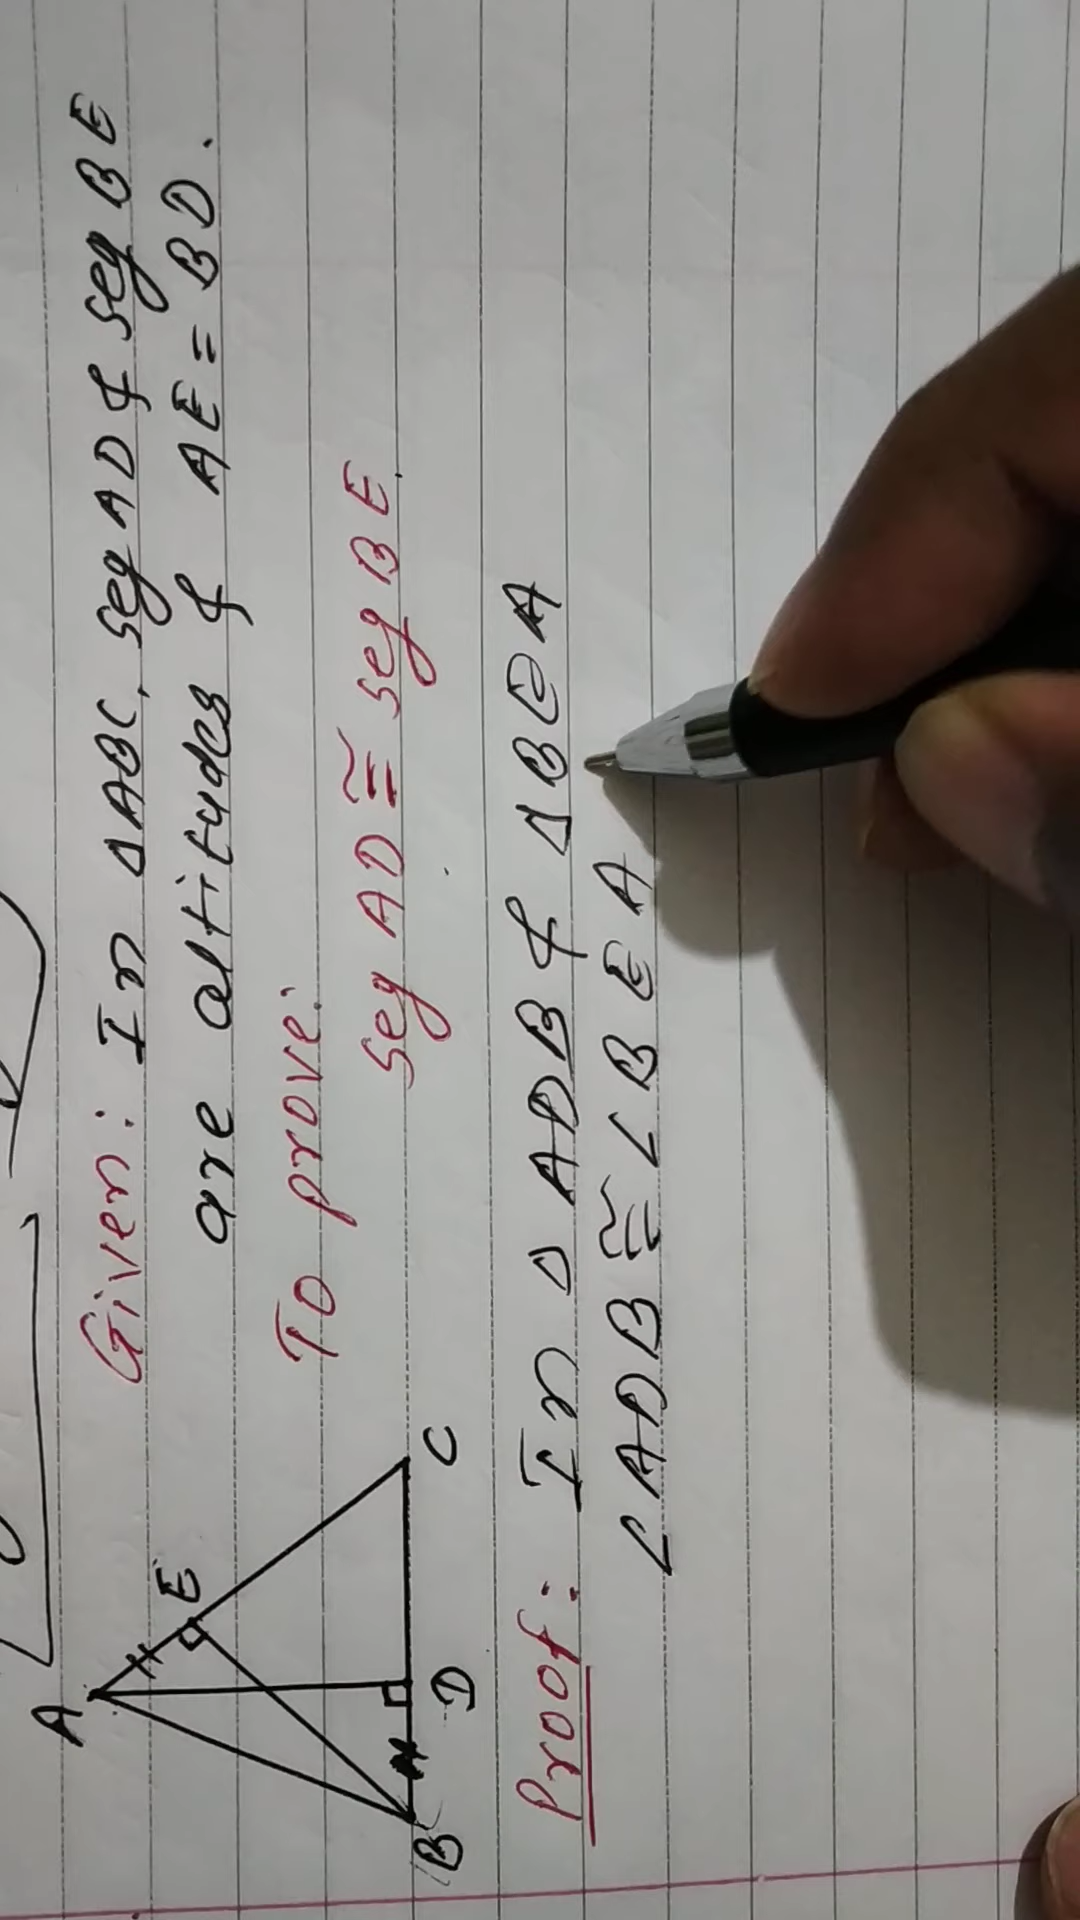 Given: In Δ ABC, seg AD & seg BE
are altitudes & AE = BD.
To prove:
seg AD ≅ seg BE.
A
E
B
D
C
Proof: In Δ ADB & Δ BEA
∠ADB ≅ ∠BEA